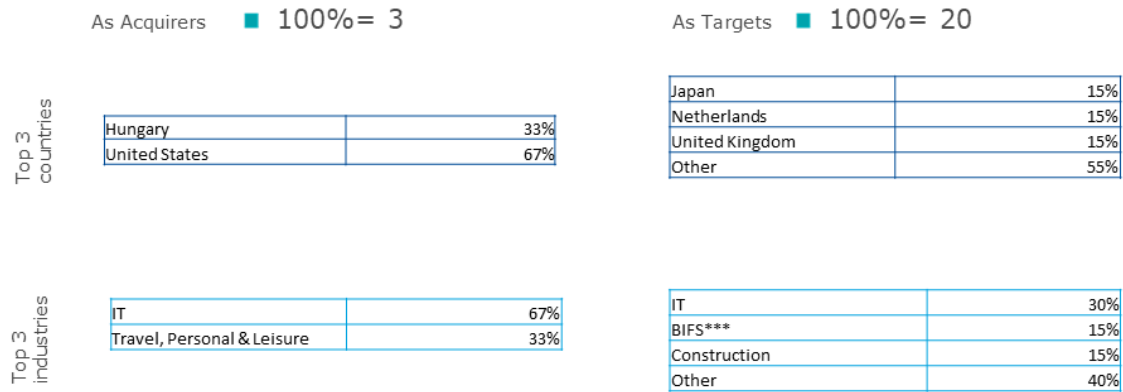 As Acquirers 100%= 3
As Targets 100%= 20
Top 3
countries
Hungary 33%
United States 67%
Japan 15%
Netherlands 15%
United Kingdom 15%
Other 55%
Top 3
industries
IT 67%
Travel, Personal & Leisure 33%
IT 30%
BIFS*** 15%
Construction 15%
Other 40%